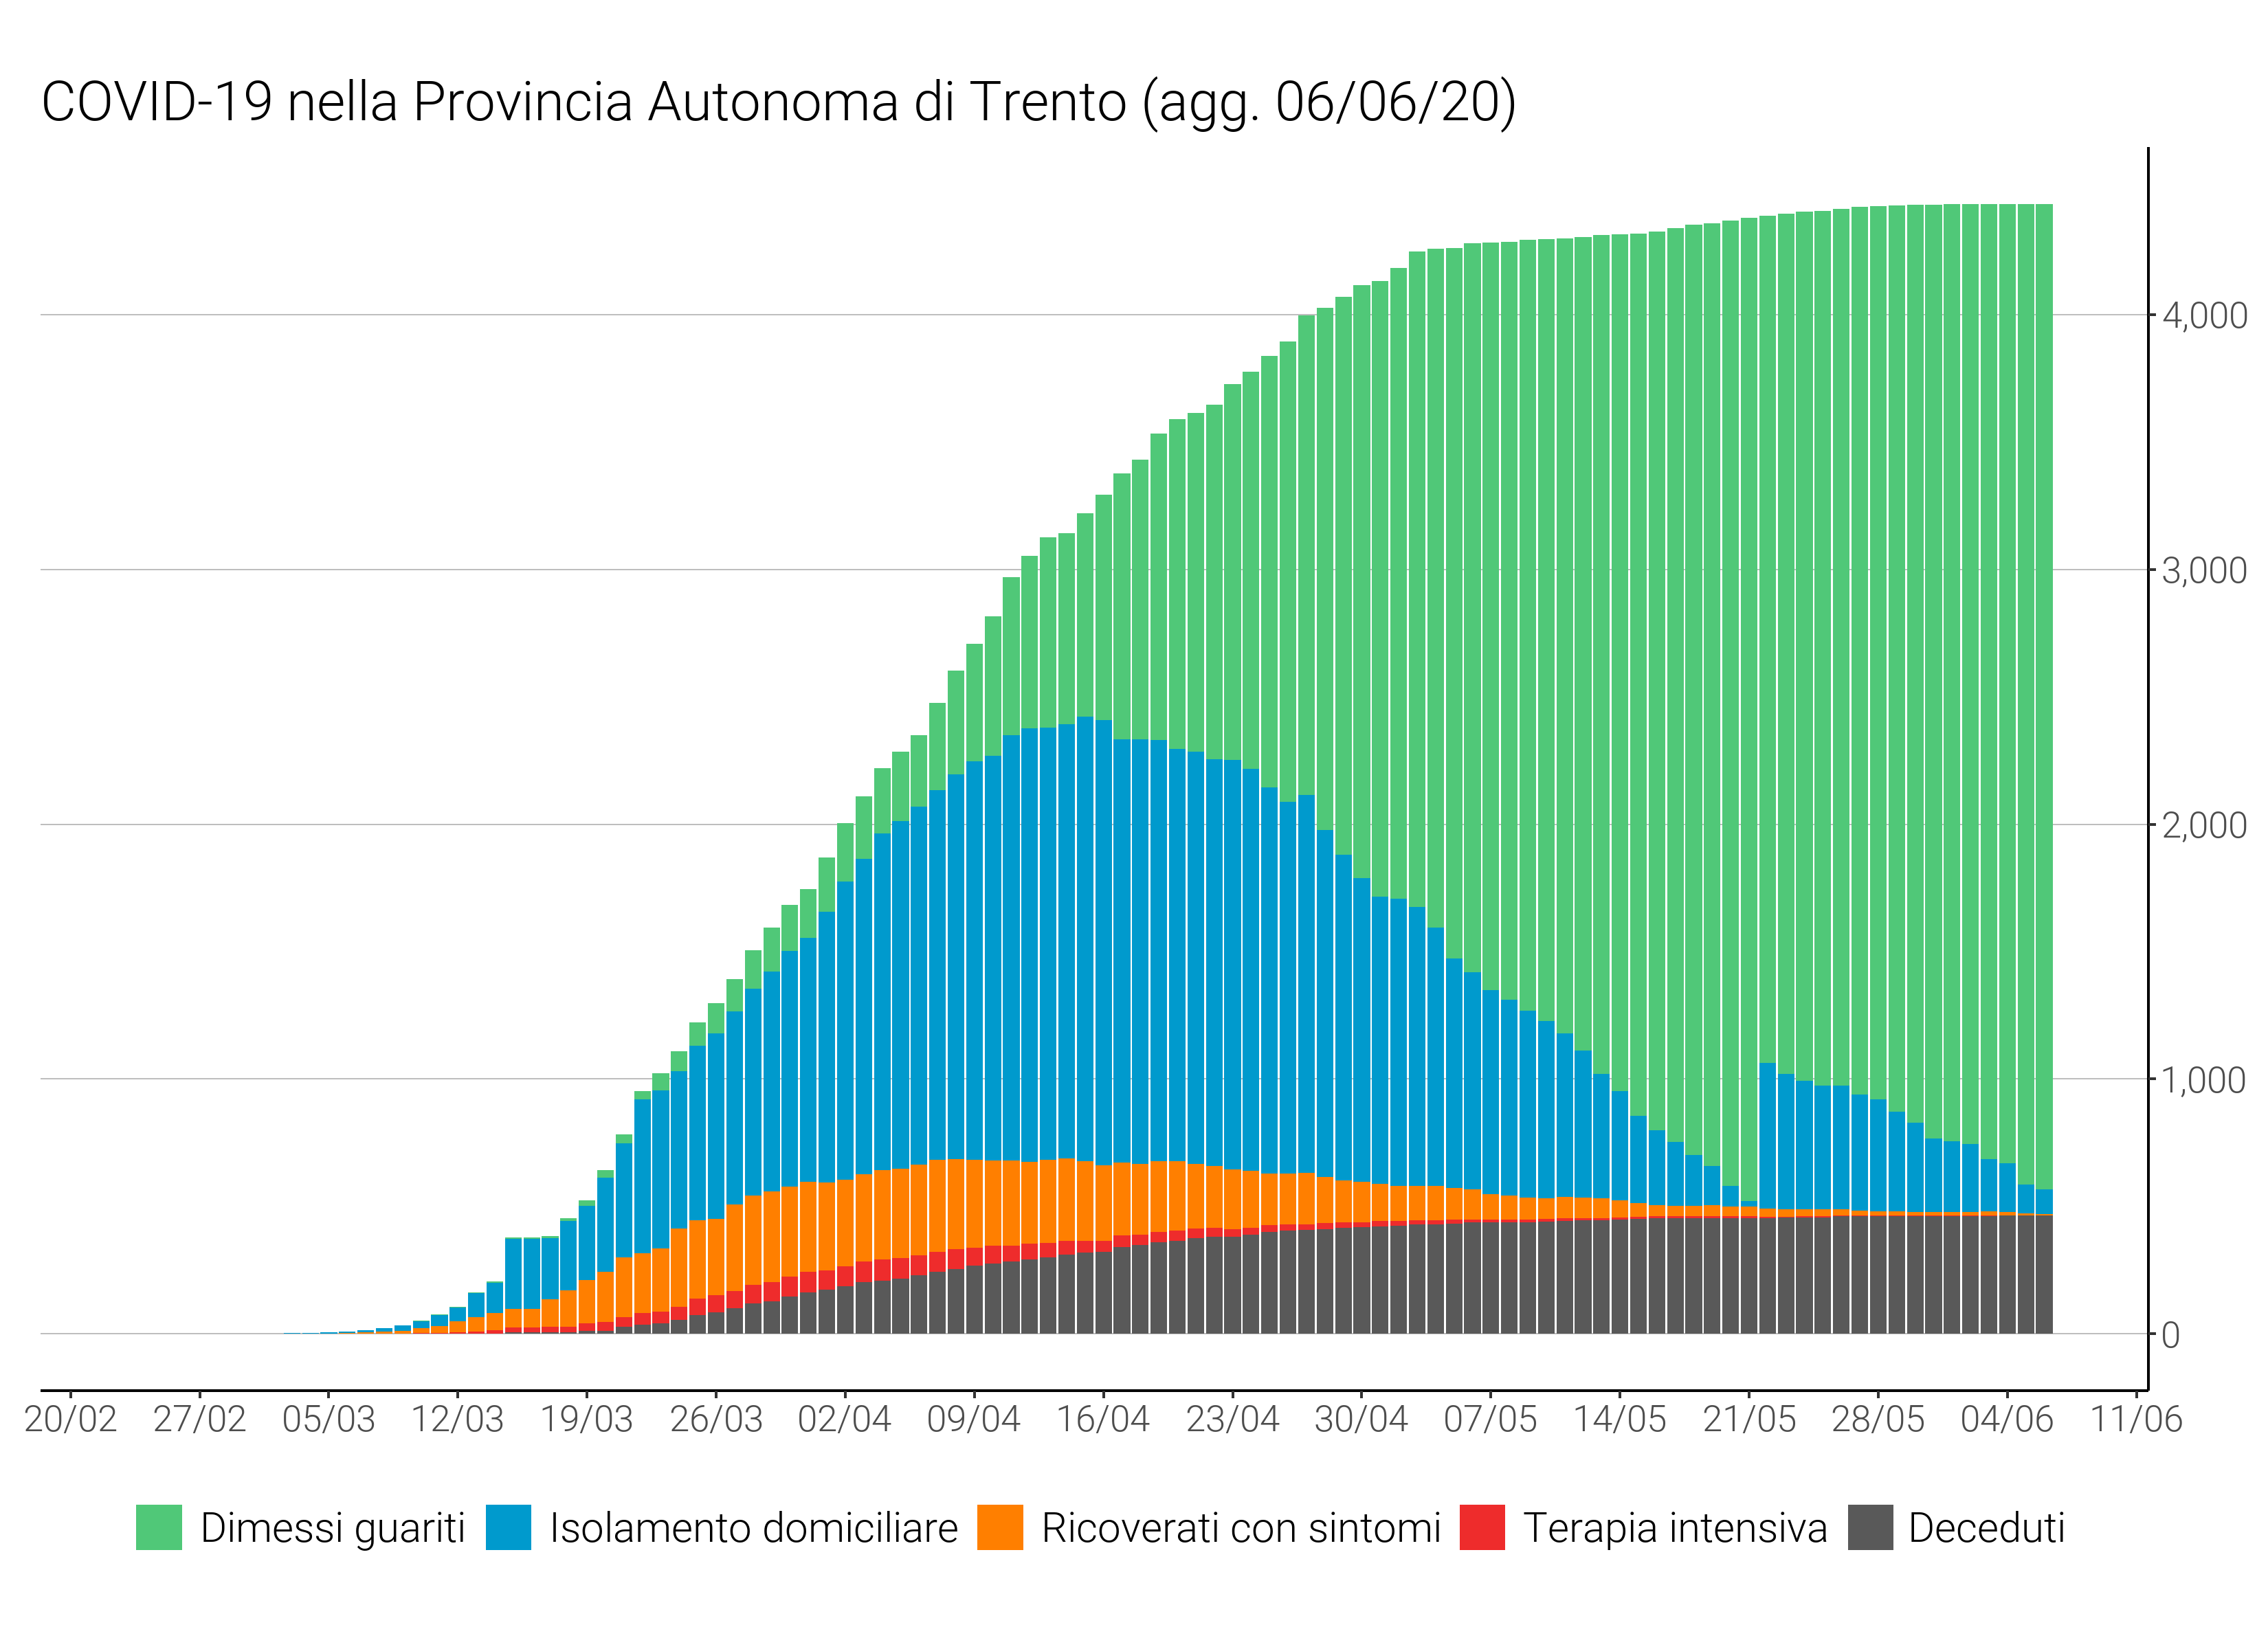 COVID-19 nella Provincia Autonoma di Trento (agg. 06/06/20)
4,000
3,000
2,000
1,000
0
20/02 27/02 05/03 12/03 19/03 26/03 02/04 09/04 16/04 23/04 30/04 07/05 14/05 21/05 28/05 04/06 11/06
Dimessi guariti Isolamento domiciliare Ricoverati con sintomi Terapia intensiva Deceduti